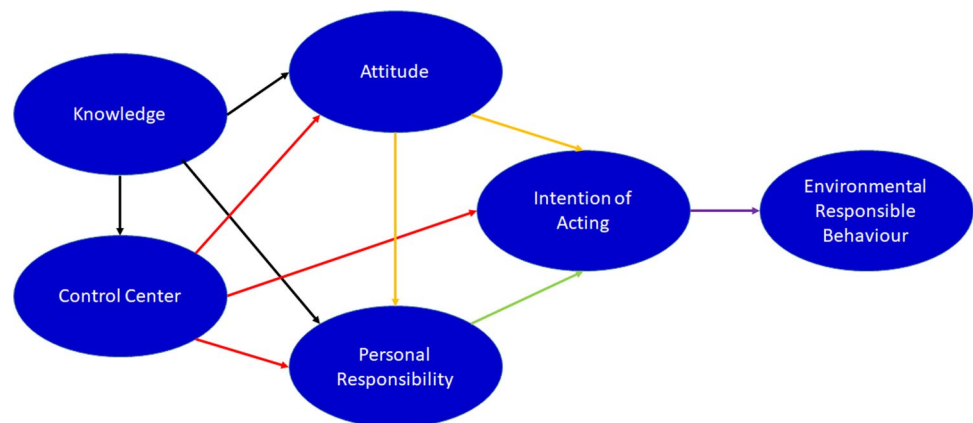 Attitude
Knowledge
Intention of
Acting
Environmental
Responsible
Behaviour
Control Center
Personal
Responsibility